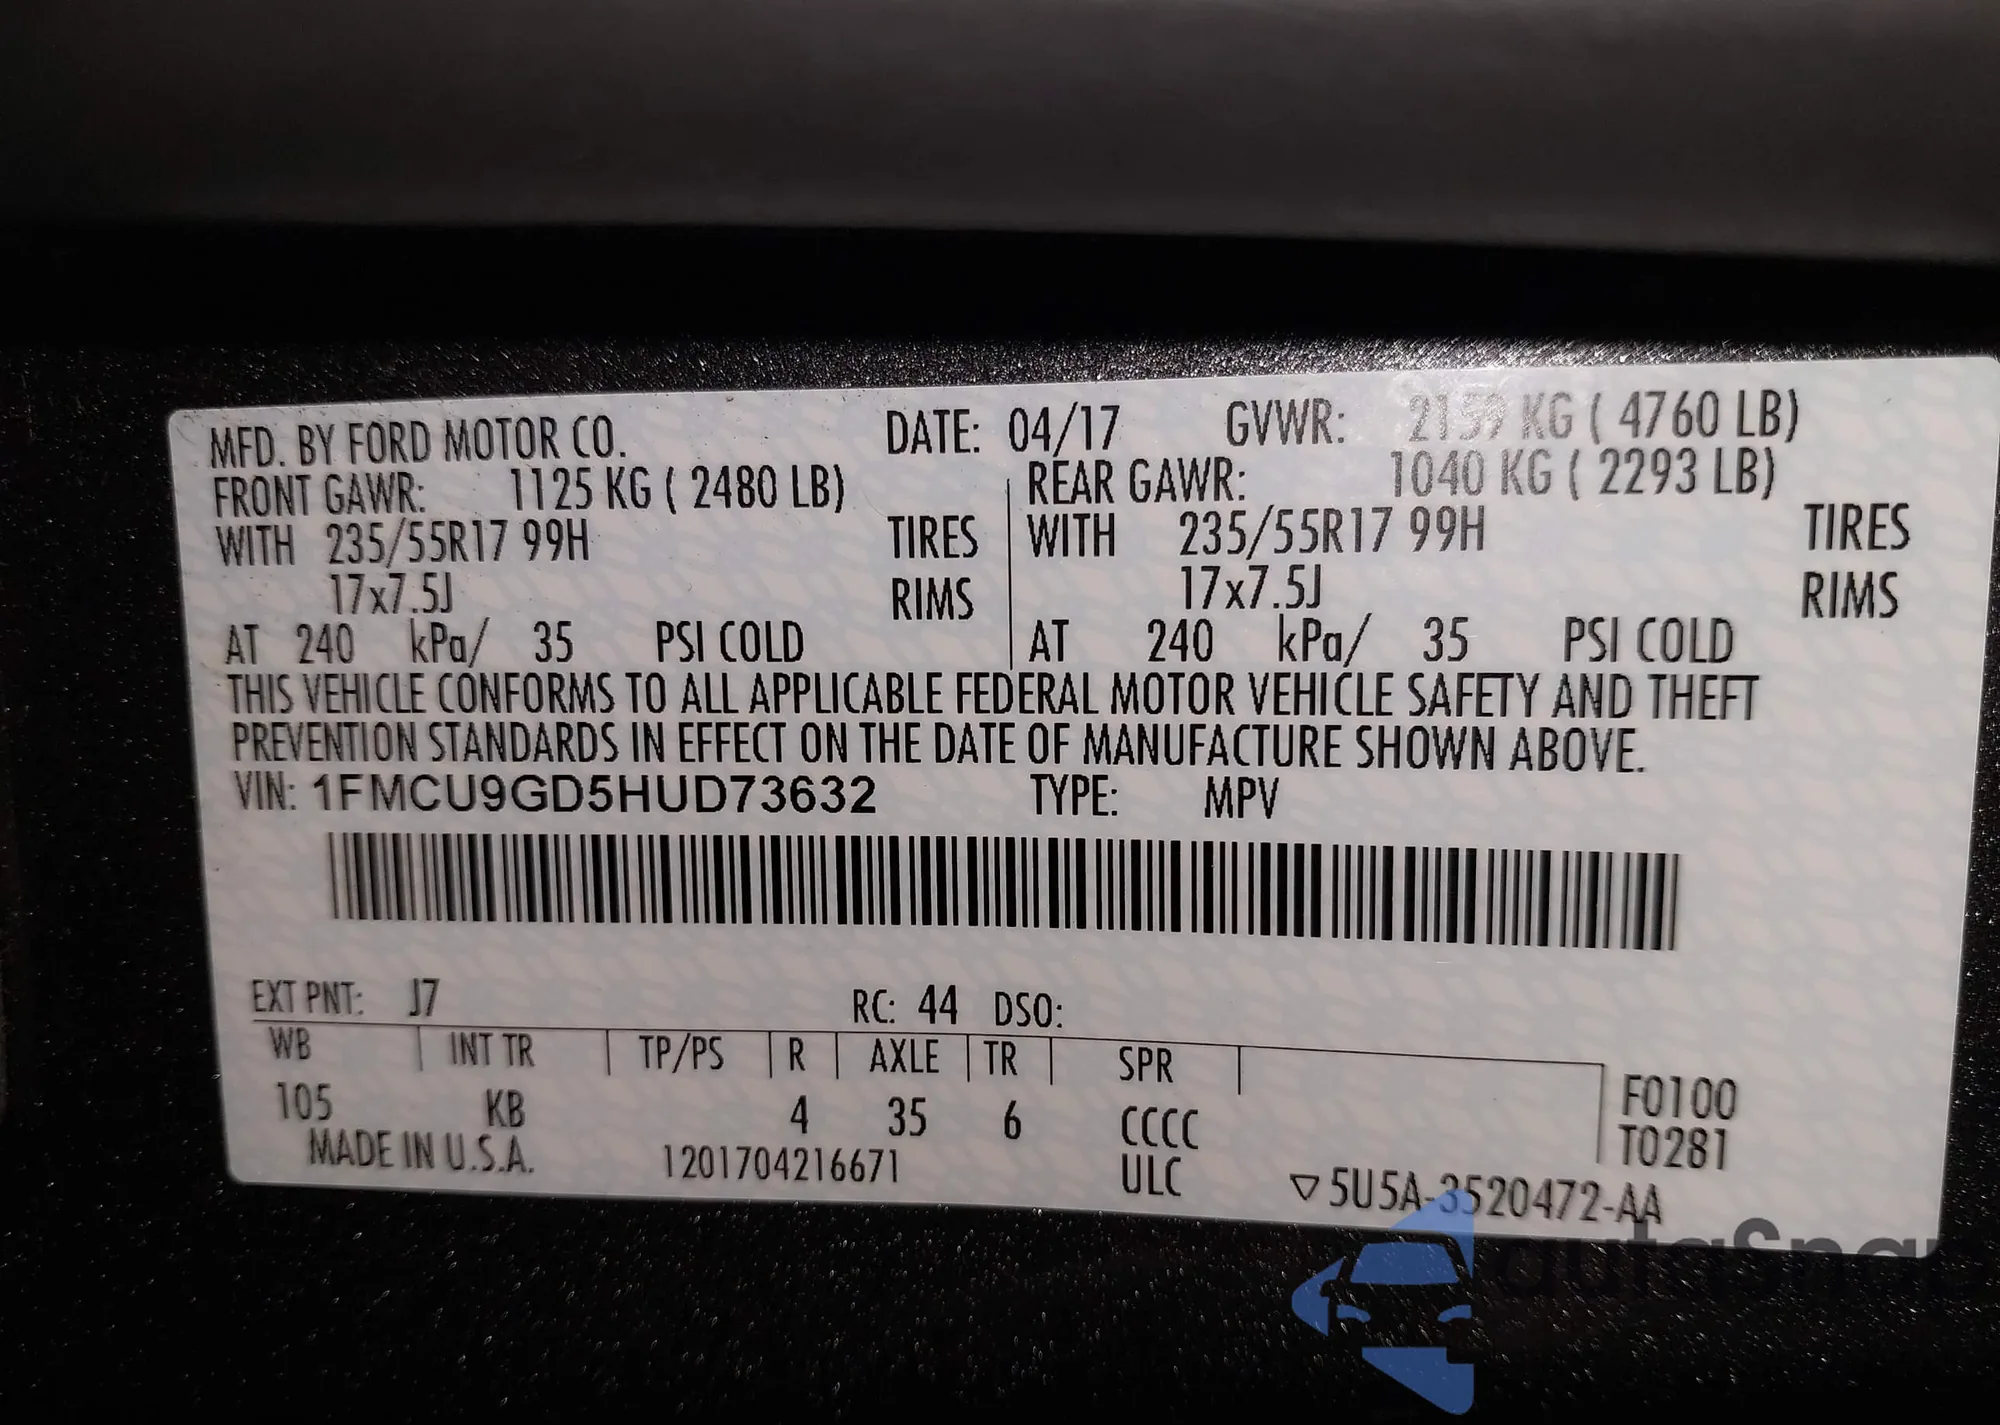 MFD. BY FORD MOTOR CO. DATE: 04/17 GVWR: 2159 KG ( 4760 LB)
FRONT GAWR: 1125 KG ( 2480 LB) REAR GAWR: 1040 KG ( 2293 LB)
WITH 235/55R17 99H TIRES WITH 235/55R17 99H TIRES
17x7.5J RIMS 17x7.5J RIMS
AT 240 kPa/ 35 PSI COLD AT 240 kPa/ 35 PSI COLD
THIS VEHICLE CONFORMS TO ALL APPLICABLE FEDERAL MOTOR VEHICLE SAFETY AND THEFT
PREVENTION STANDARDS IN EFFECT ON THE DATE OF MANUFACTURE SHOWN ABOVE.
VIN: 1FMCU9GD5HUD73632 TYPE: MPV
EXT PNT: J7 RC: 44 DSO:
WB INT TR TP/PS R AXLE TR SPR
105 KB 4 35 6 CCCC F0100
MADE IN U.S.A. 1201704216671 ULC T0281
▽5U5A-3520472-AA
autosnap